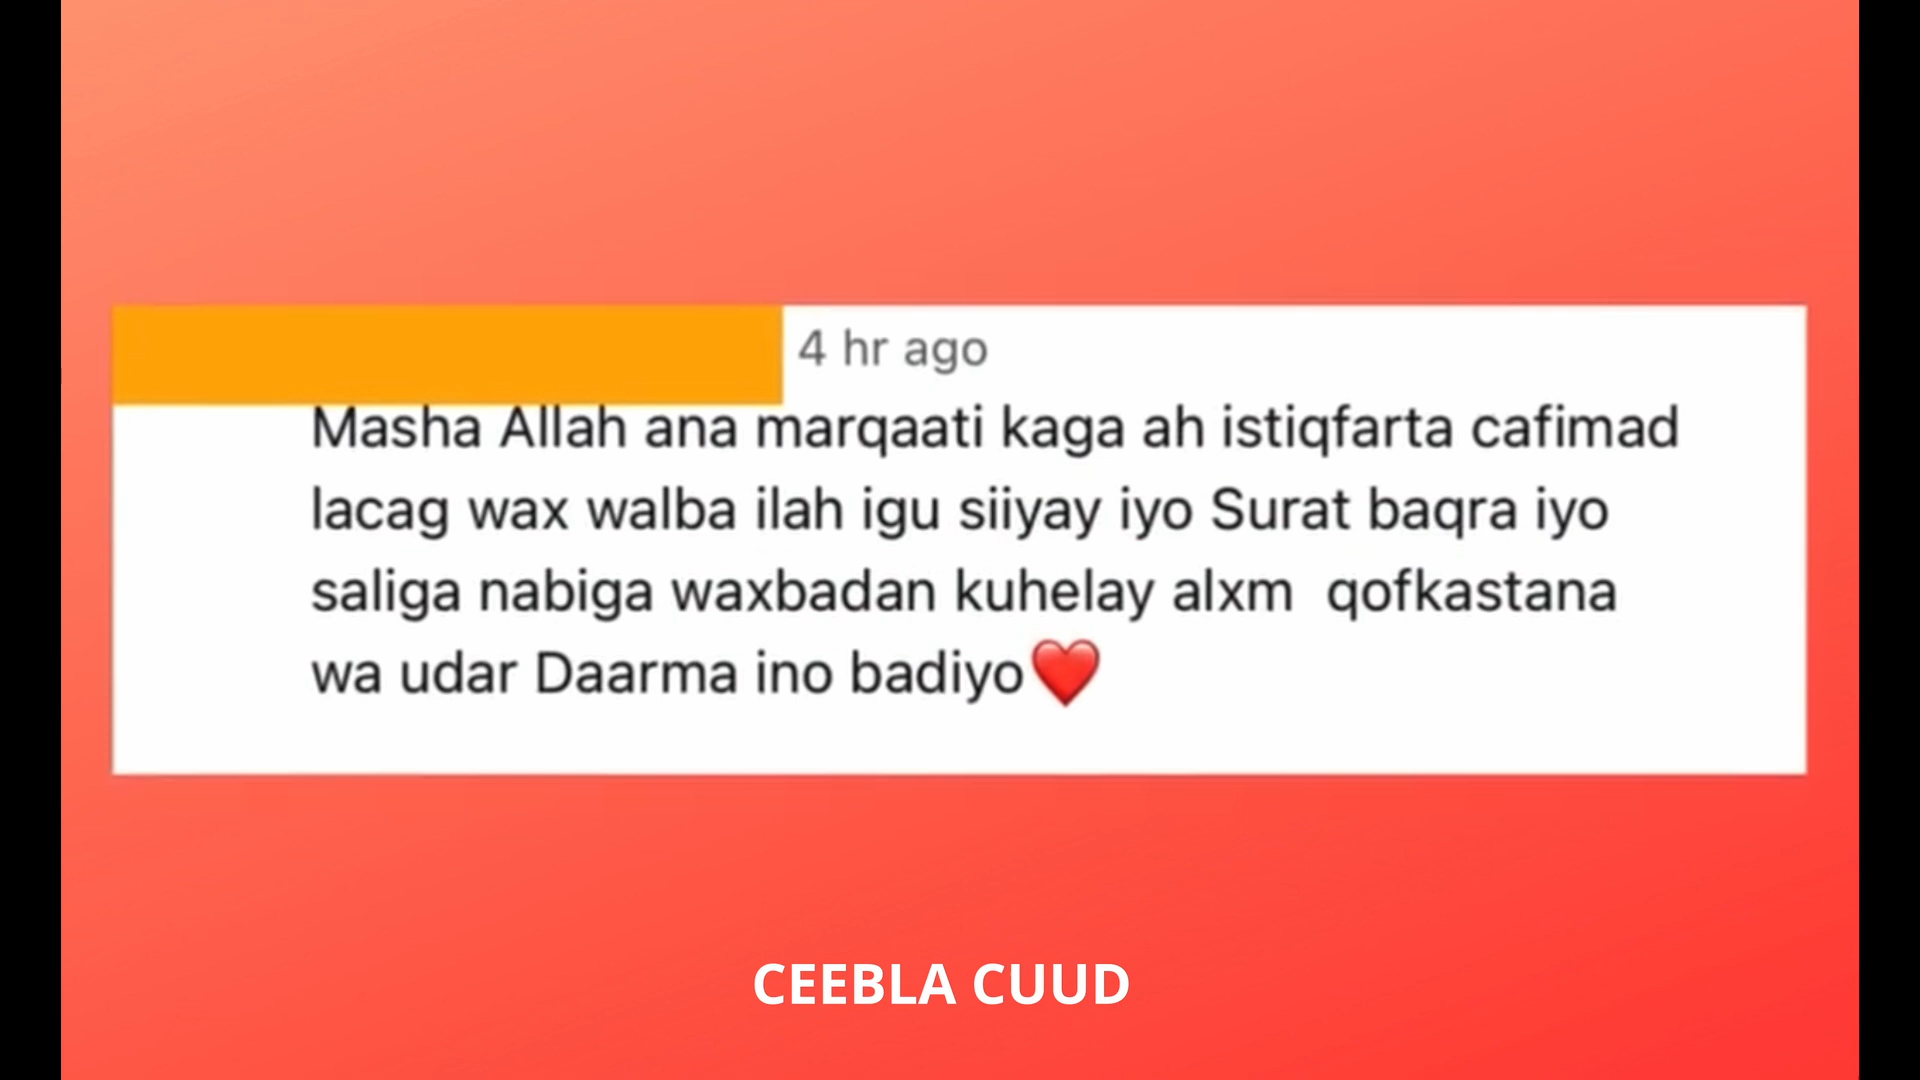 4 hr ago
Masha Allah ana marqaati kaga ah istiqfarta cafimad
lacag wax walba ilah igu siiyay iyo Surat baqra iyo
saliga nabiga waxbadan kuhelay alxm  qofkastana
wa udar Daarma ino badiyo❤️
CEEBLA CUUD